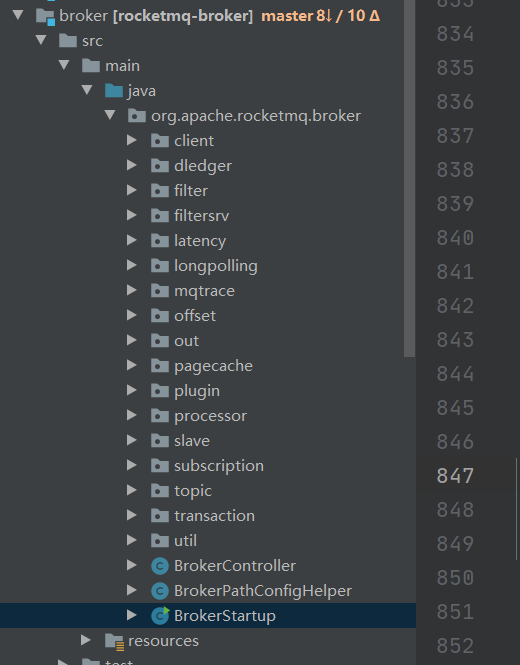 broker [rocketmq-broker] master 8↓ / 10 Δ
src
main
java
org.apache.rocketmq.broker
client
dledger
filter
filtersrv
latency
longpolling
mqtrace
offset
out
pagecache
plugin
processor
slave
subscription
topic
transaction
util
BrokerController
BrokerPathConfigHelper
BrokerStartup
resources
test
834
835
836
837
838
839
840
841
842
843
844
845
846
847
848
849
850
851
852